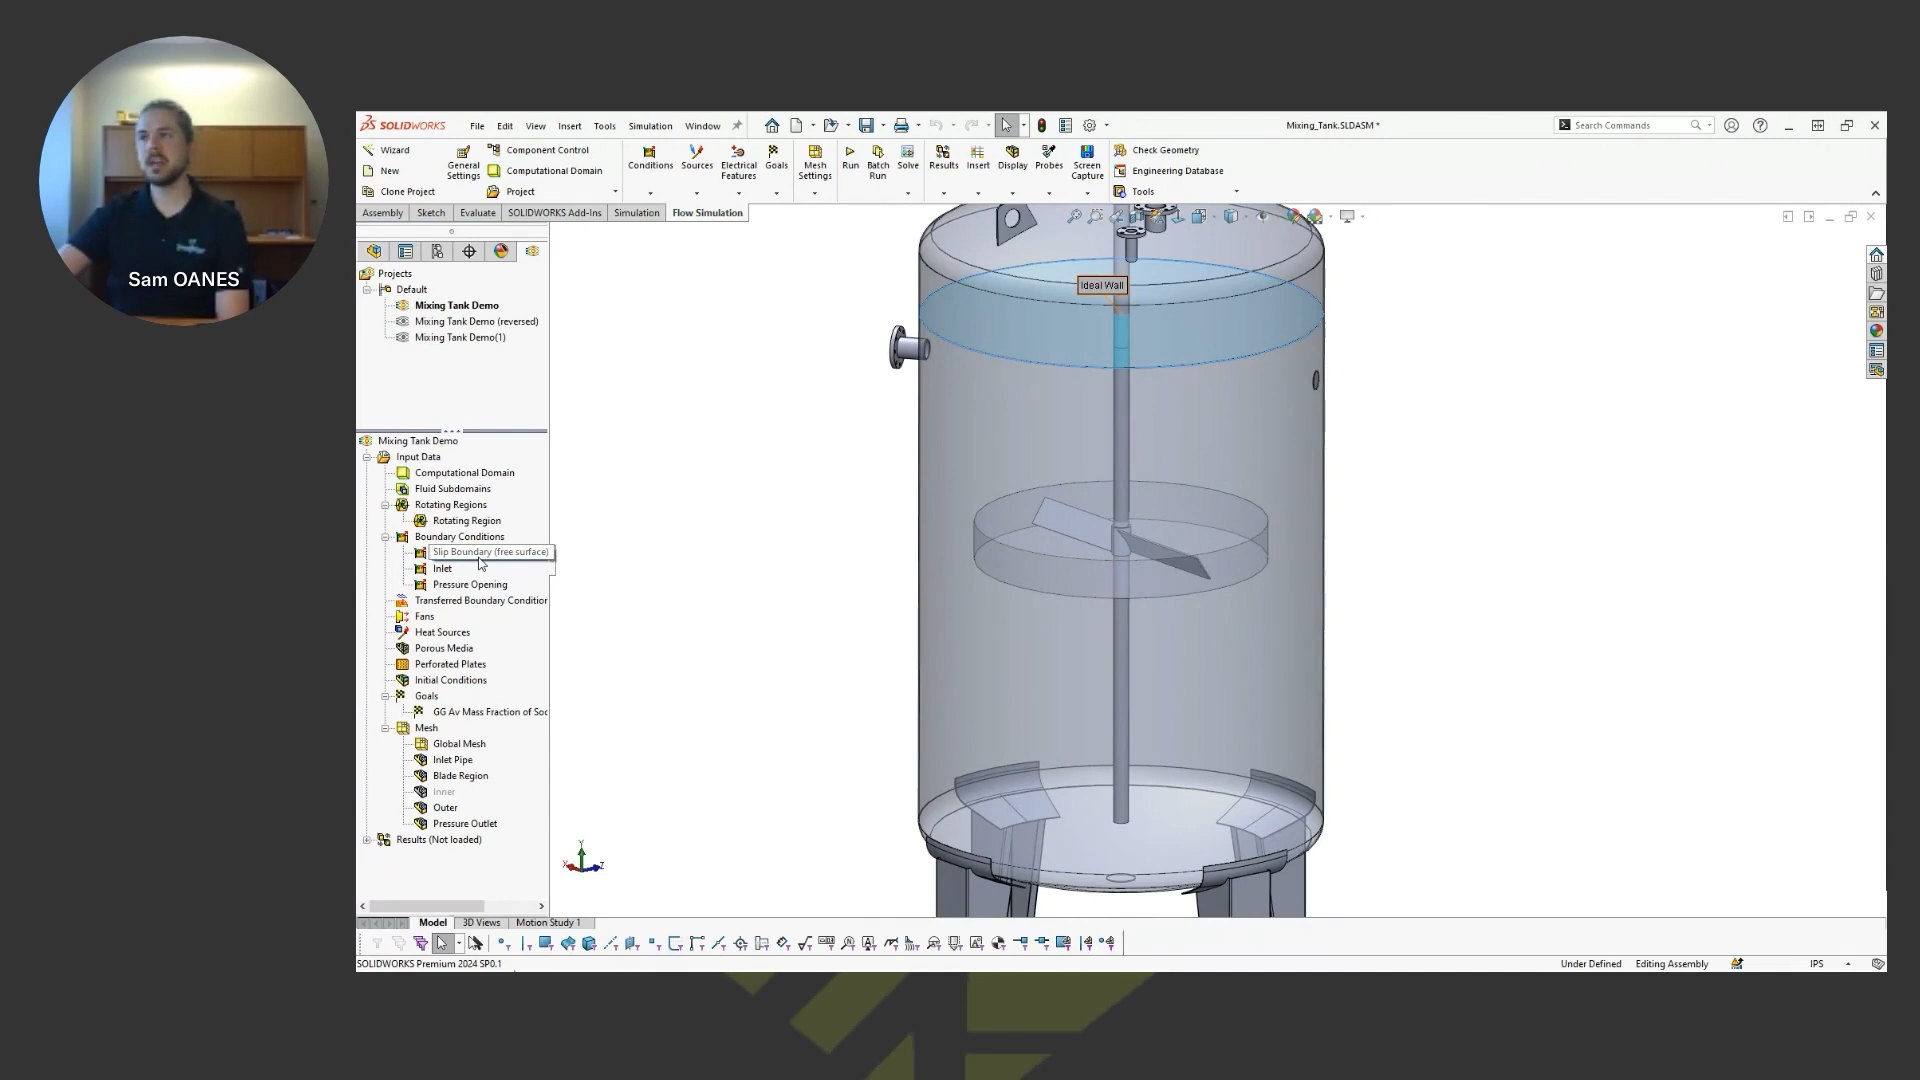 Sam OANES
SOLIDWORKS File Edit View Insert Tools Simulation Window
Mixing_Tank.SLDASM *
Search Commands
Wizard
New
Clone Project
General Settings
Component Control
Computational Domain
Project
Conditions
Sources
Electrical Features
Goals
Mesh Settings
Run
Batch Run
Solve
Results
Insert
Display
Probes
Screen Capture
Check Geometry
Engineering Database
Tools
Assembly Sketch Evaluate SOLIDWORKS Add-Ins Simulation Flow Simulation
Projects
Default
Mixing Tank Demo
Mixing Tank Demo (reversed)
Mixing Tank Demo(1)
Mixing Tank Demo
Input Data
Computational Domain
Fluid Subdomains
Rotating Regions
Rotating Region
Boundary Conditions
Slip Boundary (free surface)
Inlet
Pressure Opening
Transferred Boundary Condition
Fans
Heat Sources
Porous Media
Perforated Plates
Initial Conditions
Goals
GG Av Mass Fraction of Soc
Mesh
Global Mesh
Inlet Pipe
Blade Region
Inner
Outer
Pressure Outlet
Results (Not loaded)
Ideal Wall
Y
X
Z
Model 3D Views Motion Study 1
SOLIDWORKS Premium 2024 SP0.1
Under Defined Editing Assembly IPS